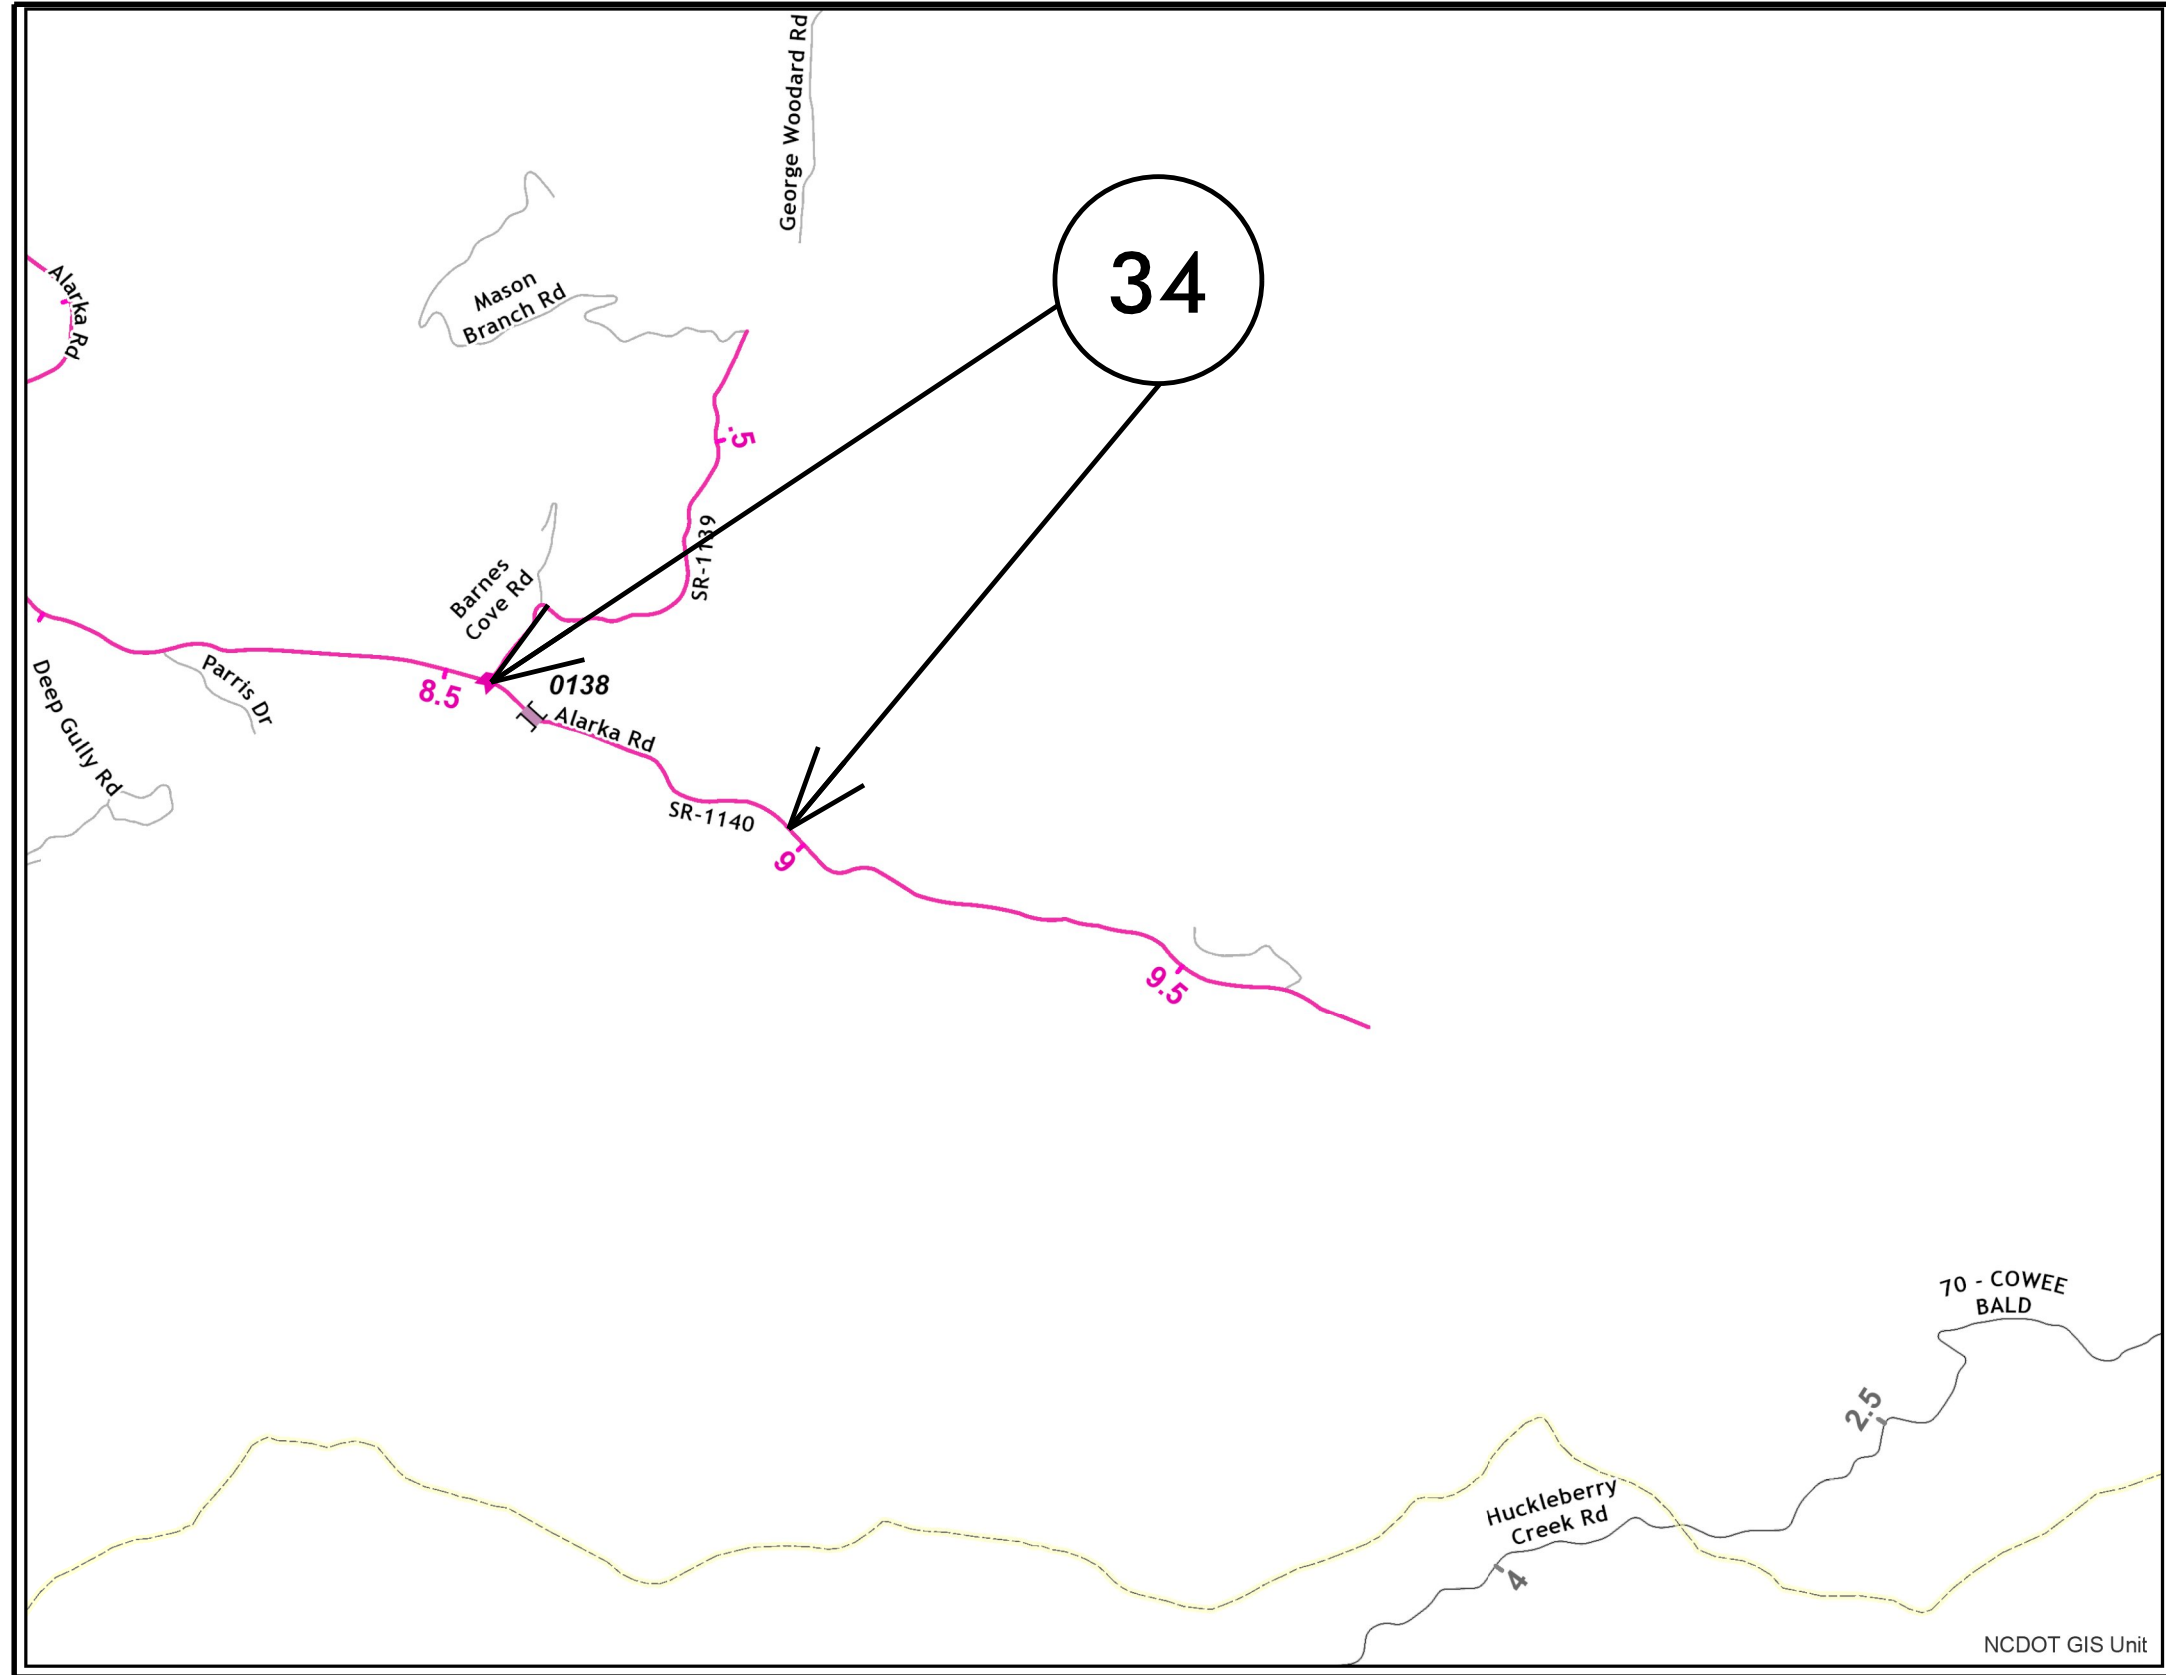 George Woodard Rd
34
Alarka Rd
Mason
Branch Rd
.5
SR-1139
Barnes
Cove Rd
Parris Dr
8.5
0138
Deep Gully Rd
Alarka Rd
SR-1140
9
9.5
70 - COWEE
BALD
2.5
Huckleberry
Creek Rd
4
NCDOT GIS Unit